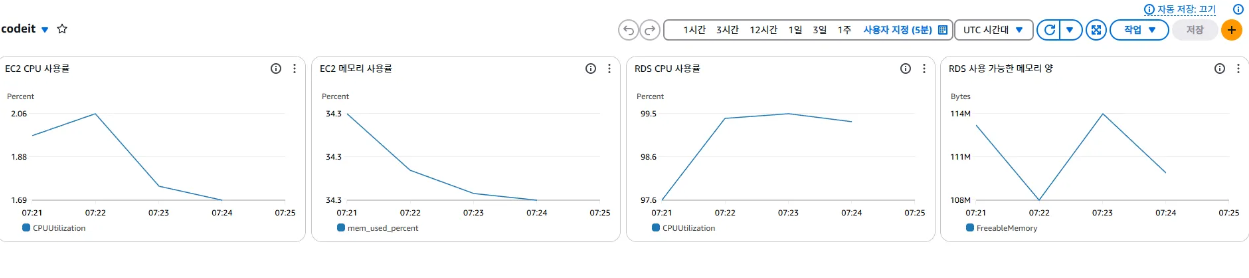 자동 저장: 끄기
codeit
1시간 3시간 12시간 1일 3일 1주 사용자 지정 (5분) UTC 시간대 작업 저장
EC2 CPU 사용률
Percent
2.06
1.88
1.69
07:21 07:22 07:23 07:24 07:25
CPUUtilization
EC2 메모리 사용률
Percent
34.3
34.3
34.3
07:21 07:22 07:23 07:24 07:25
mem_used_percent
RDS CPU 사용률
Percent
99.5
98.6
97.6
07:21 07:22 07:23 07:24 07:25
CPUUtilization
RDS 사용 가능한 메모리 양
Bytes
114M
111M
108M
07:21 07:22 07:23 07:24 07:25
FreeableMemory